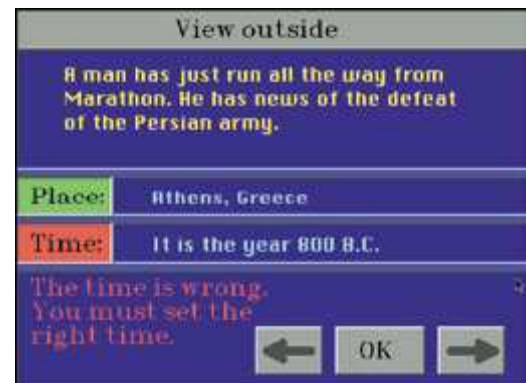 View outside
A man has just run all the way from
Marathon. He has news of the defeat
of the Persian army.
Place: Athens, Greece
Time: It is the year 800 B.C.
The time is wrong.
You must set the
right time.
OK